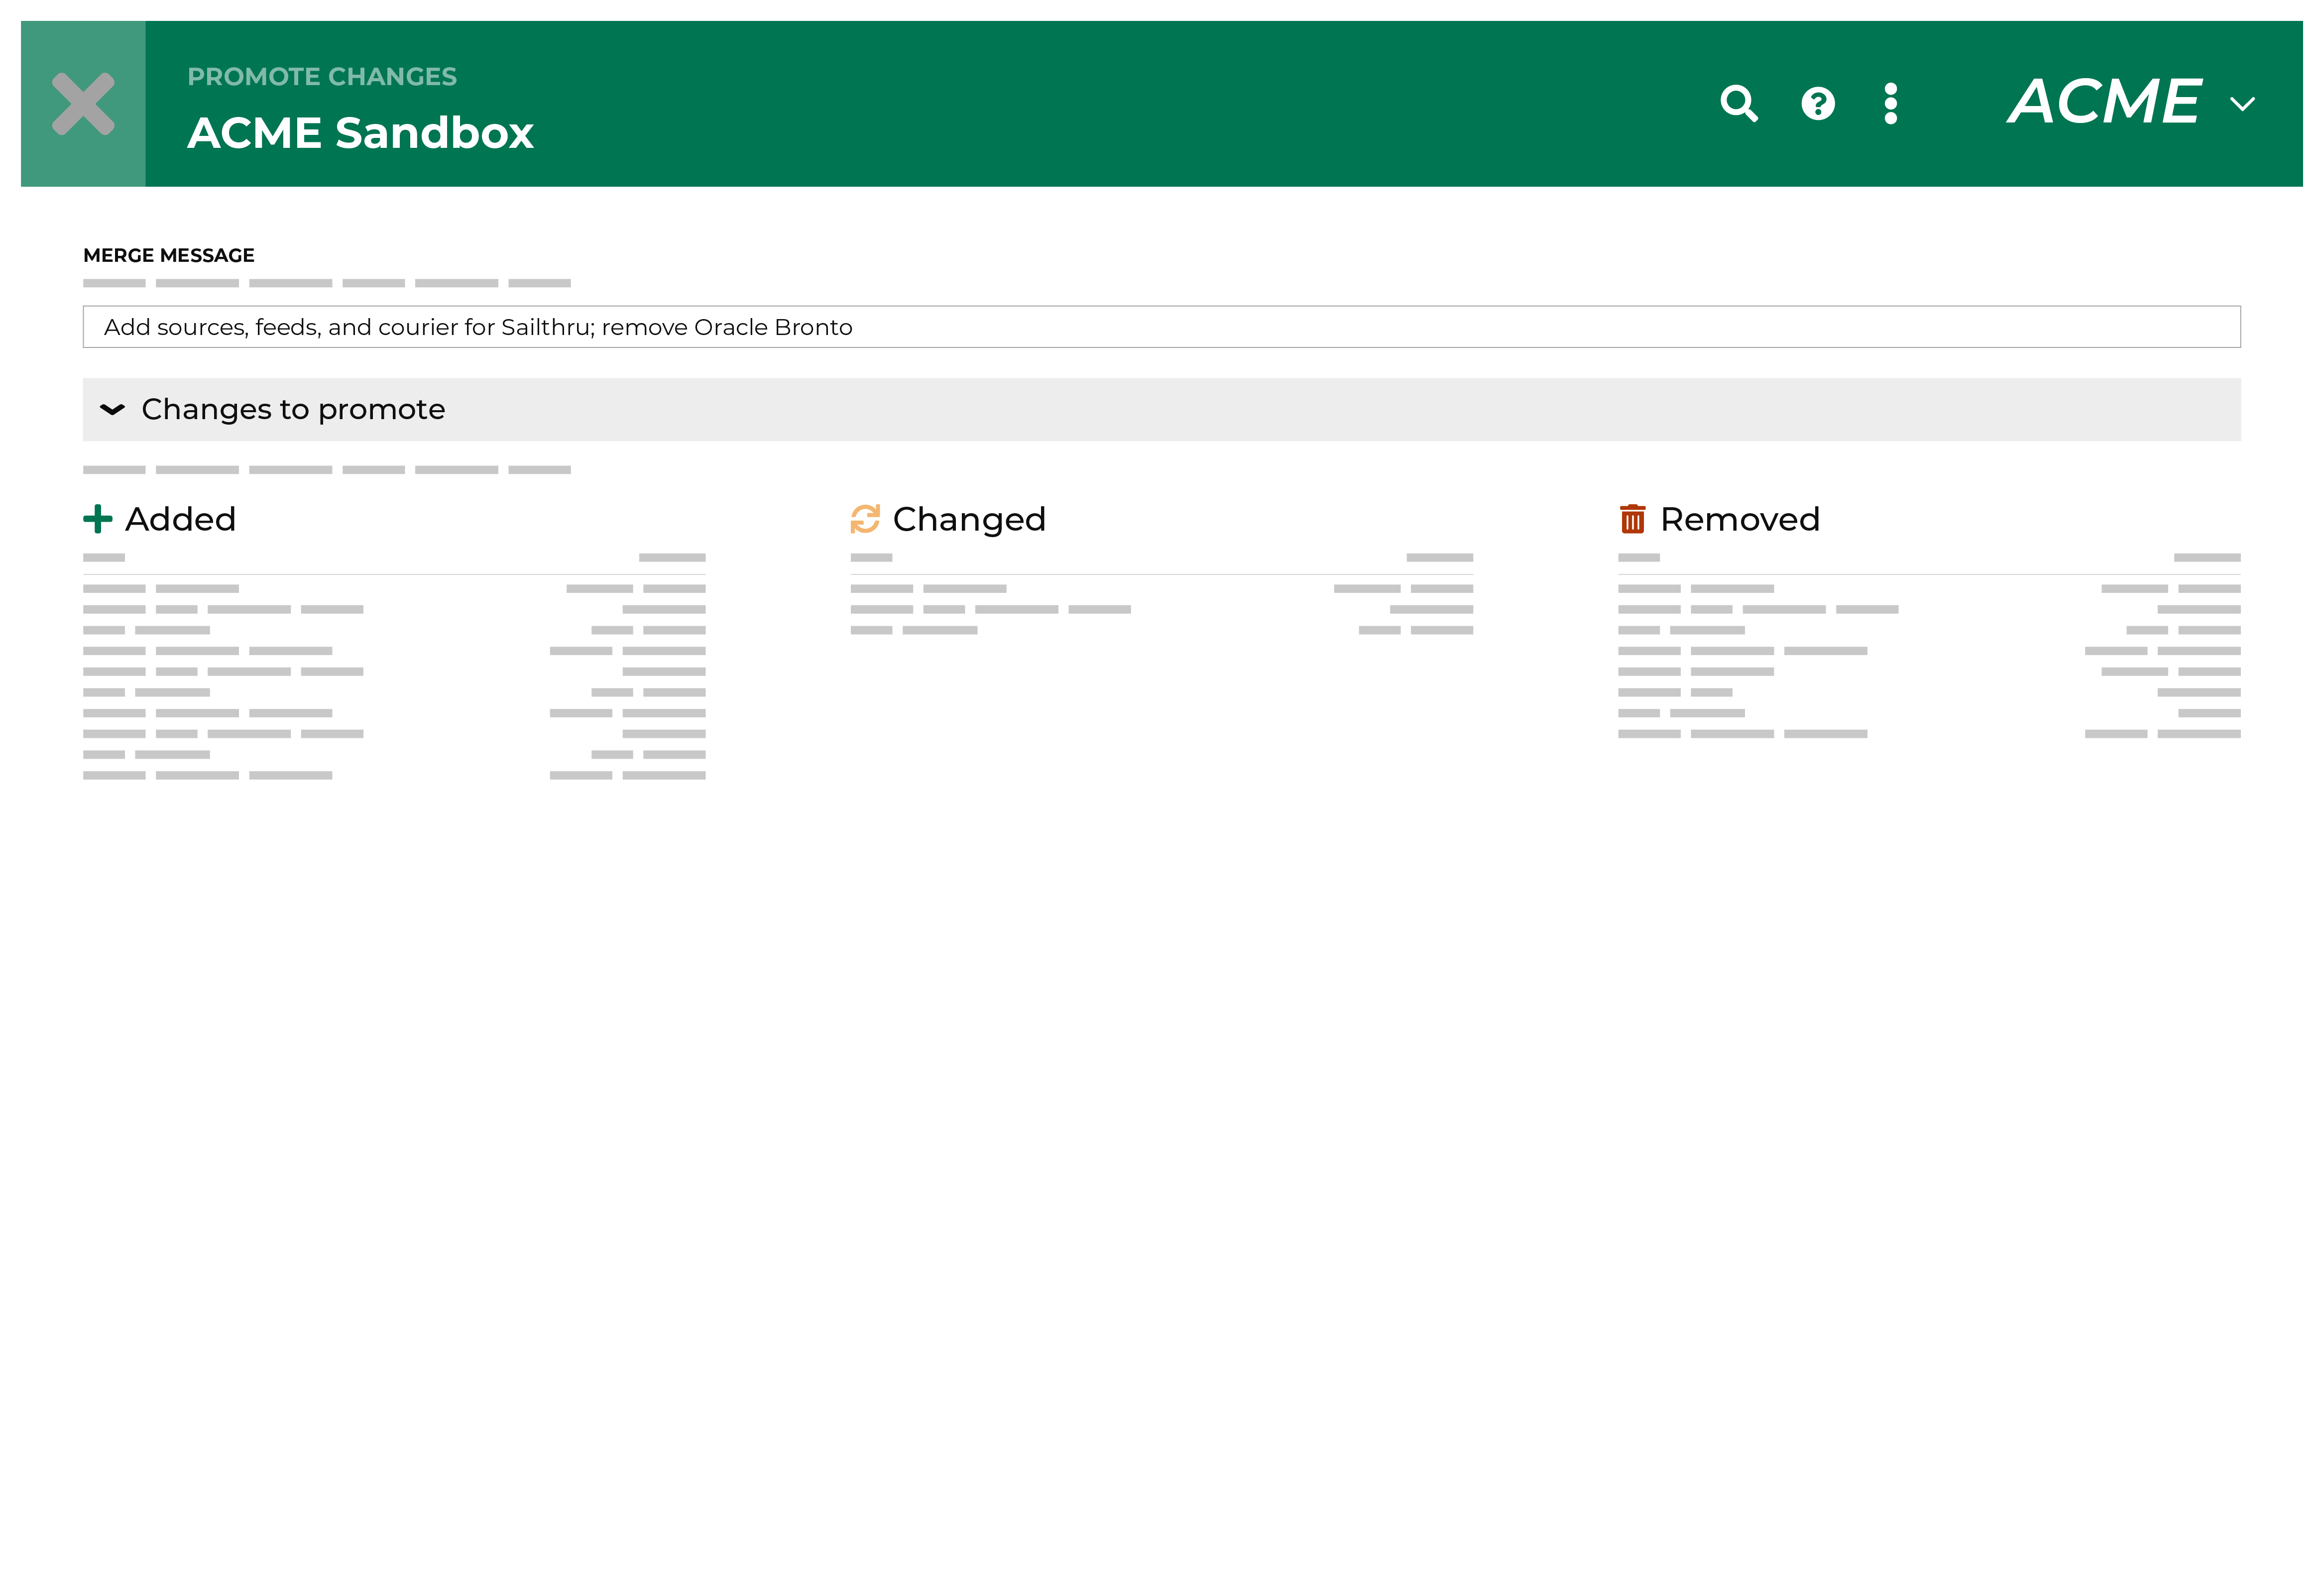 PROMOTE CHANGES
ACME Sandbox
ACME
MERGE MESSAGE
Add sources, feeds, and courier for Sailthru; remove Oracle Bronto
Changes to promote
Added
Changed
Removed